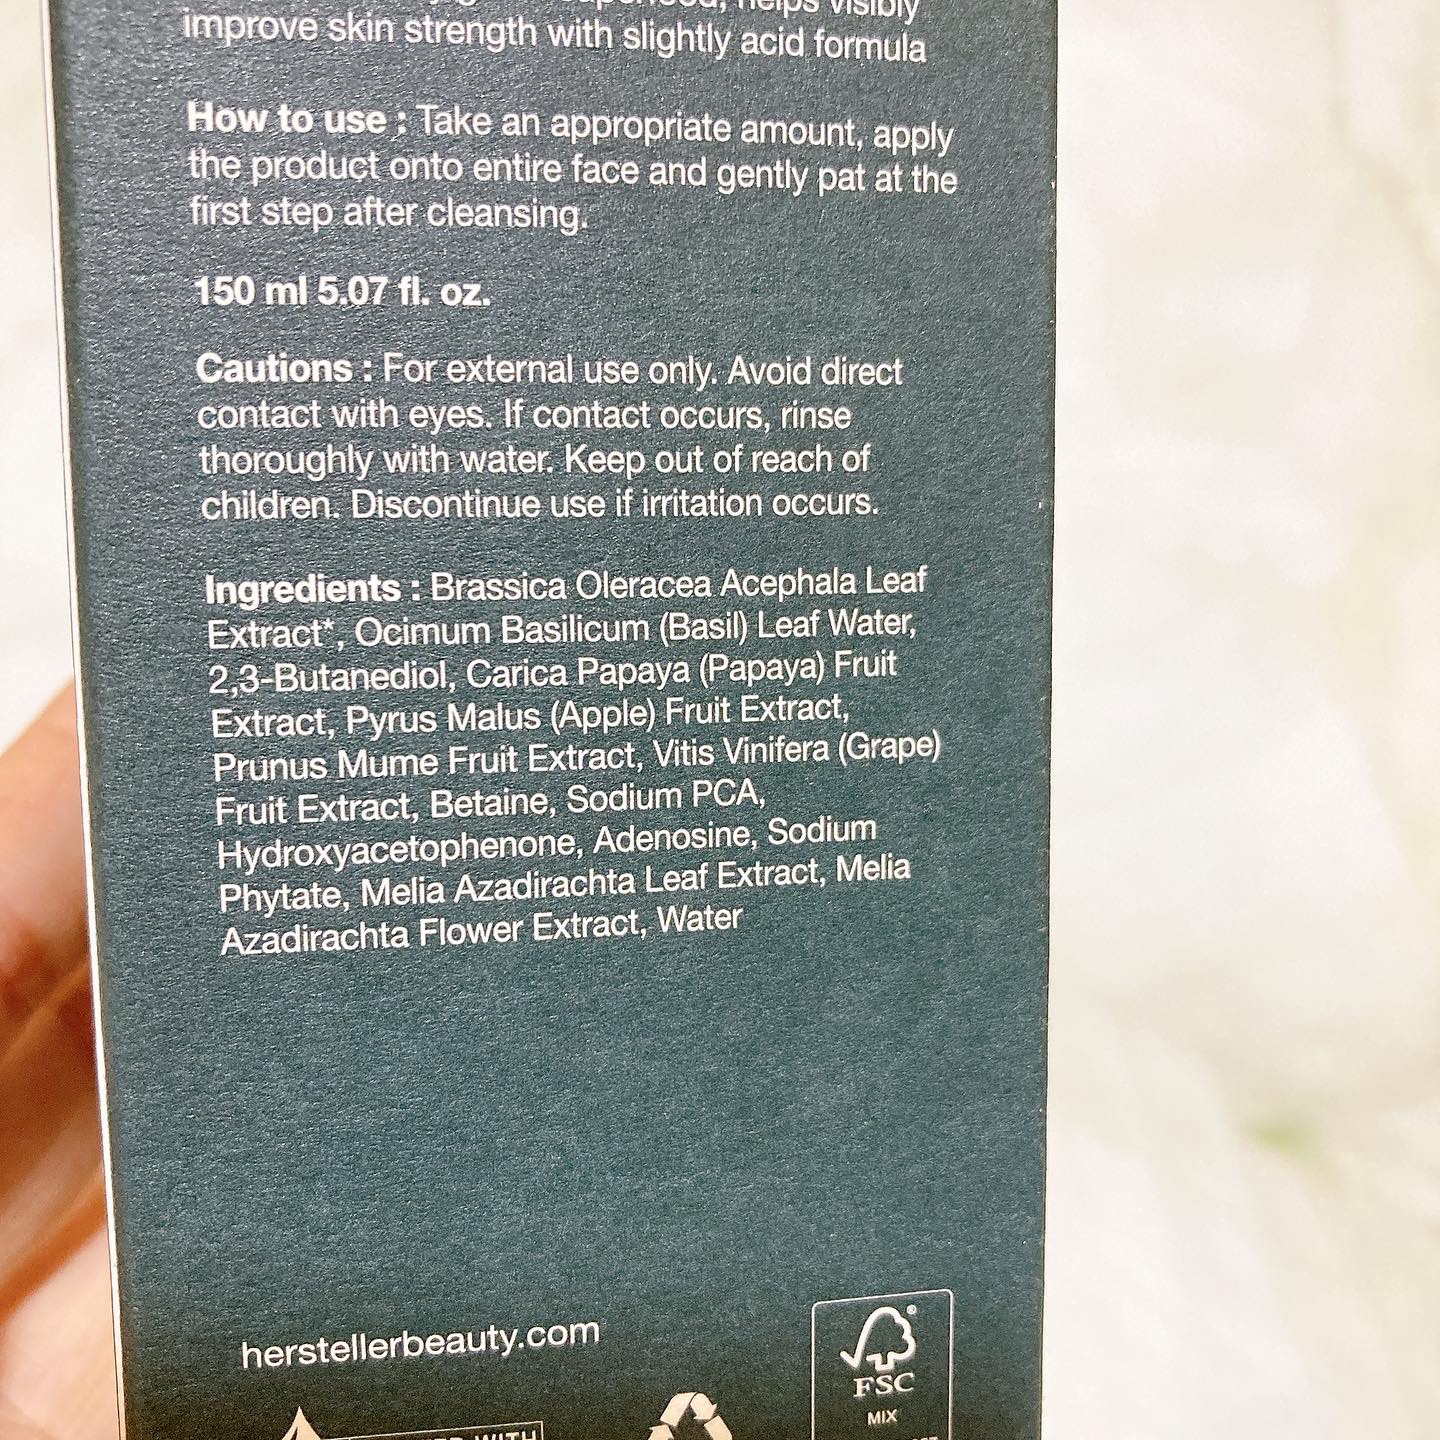 helps visibly
improve skin strength with slightly acid formula
How to use : Take an appropriate amount, apply
the product onto entire face and gently pat at the
first step after cleansing.
150 ml 5.07 fl. oz.
Cautions : For external use only. Avoid direct
contact with eyes. If contact occurs, rinse
thoroughly with water. Keep out of reach of
children. Discontinue use if irritation occurs.
Ingredients : Brassica Oleracea Acephala Leaf
Extract*, Ocimum Basilicum (Basil) Leaf Water,
2,3-Butanediol, Carica Papaya (Papaya) Fruit
Extract, Pyrus Malus (Apple) Fruit Extract,
Prunus Mume Fruit Extract, Vitis Vinifera (Grape)
Fruit Extract, Betaine, Sodium PCA,
Hydroxyacetophenone, Adenosine, Sodium
Phytate, Melia Azadirachta Leaf Extract, Melia
Azadirachta Flower Extract, Water
herstellerbeauty.com
®
FSC
MIX
WITH